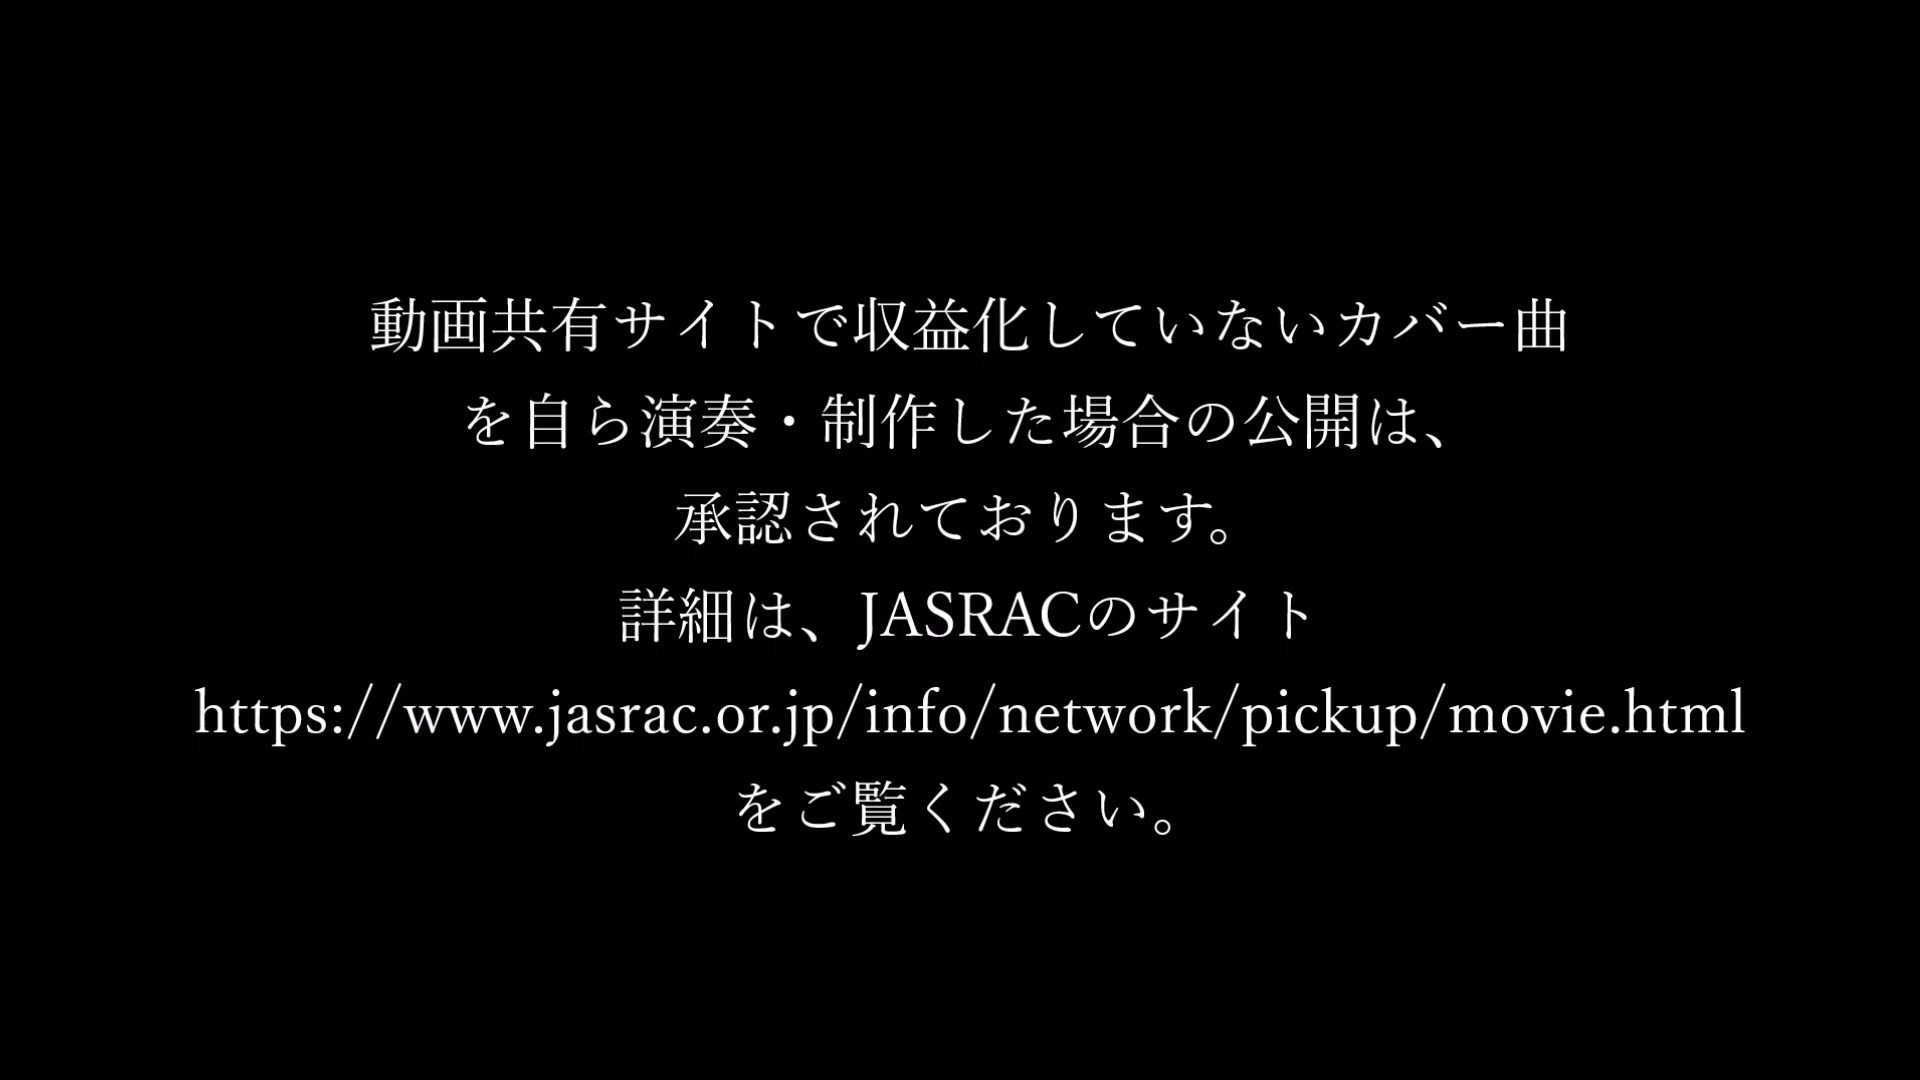 動画共有サイトで収益化していないカバー曲
を自ら演奏・制作した場合の公開は、
承認されております。
詳細は、JASRACのサイト
https://www.jasrac.or.jp/info/network/pickup/movie.html
をご覧ください。